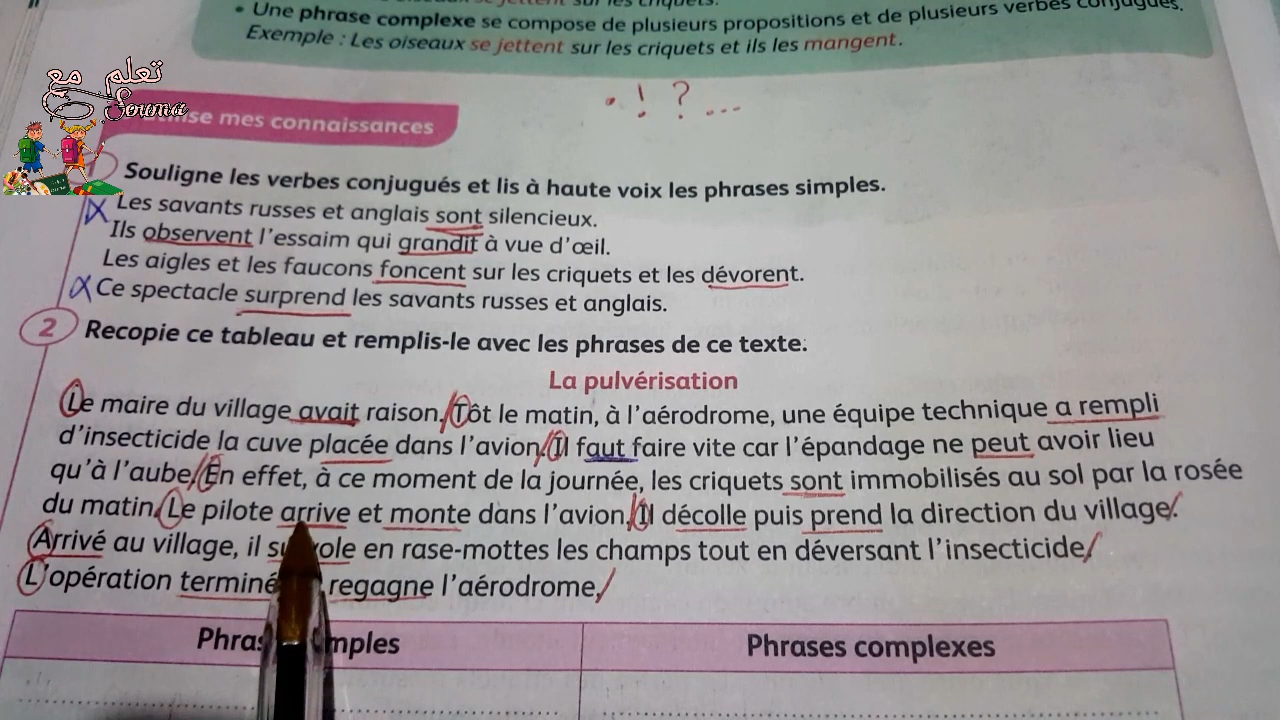 se jettent sur les criquets.
• Une phrase complexe se compose de plusieurs propositions et de plusieurs verbes conjugués.
Exemple : Les oiseaux se jettent sur les criquets et ils les mangent.
تعلم مع
Souma
. ! ? ...
mes connaissances
Souligne les verbes conjugués et lis à haute voix les phrases simples.
X Les savants russes et anglais sont silencieux.
Ils observent l'essaim qui grandit à vue d'œil.
Les aigles et les faucons foncent sur les criquets et les dévorent.
X Ce spectacle surprend les savants russes et anglais.
2 Recopie ce tableau et remplis-le avec les phrases de ce texte.
La pulvérisation
Le maire du village avait raison. Tôt le matin, à l'aérodrome, une équipe technique a rempli
d'insecticide la cuve placée dans l'avion. Il faut faire vite car l'épandage ne peut avoir lieu
qu'à l'aube. En effet, à ce moment de la journée, les criquets sont immobilisés au sol par la rosée
du matin. Le pilote arrive et monte dans l'avion. Il décolle puis prend la direction du village.
Arrivé au village, il en rase-mottes les champs tout en déversant l'insecticide.
L'opération regagne l'aérodrome.
Phrases complexes